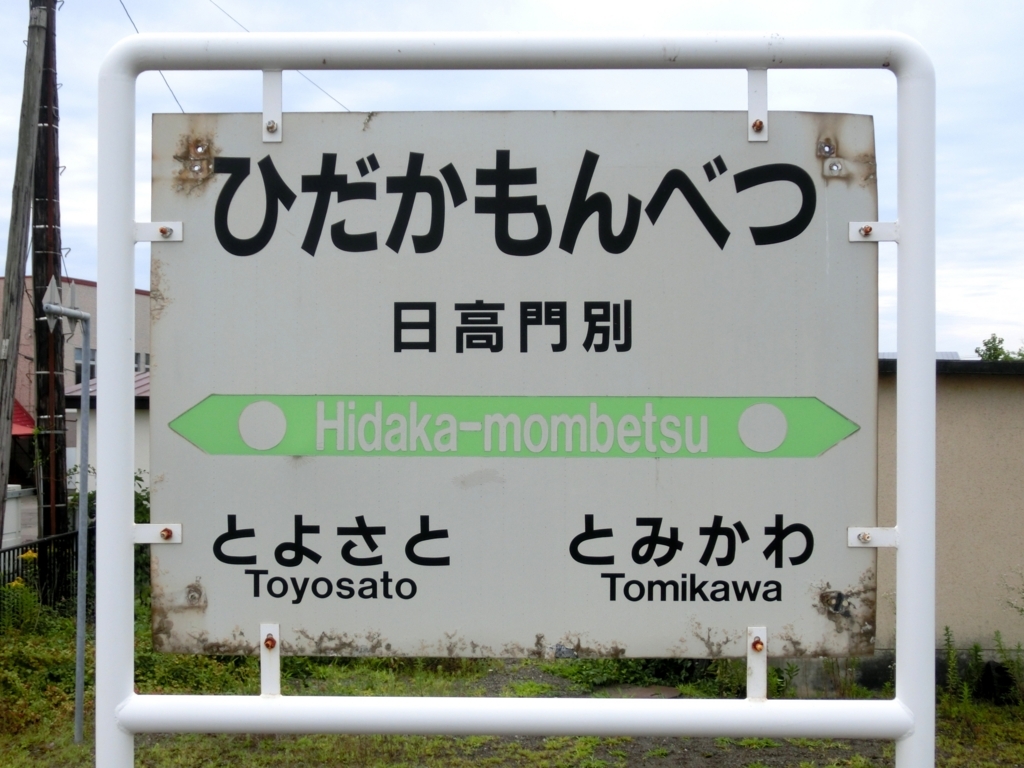 ひだかもんべつ
日高門別
Hidaka-mombetsu
とよさと とみかわ
Toyosato Tomikawa